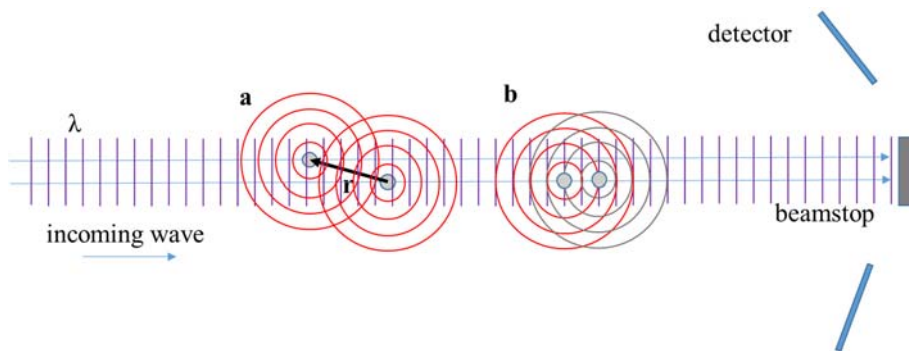 detector
a
b
λ
r
beamstop
incoming wave